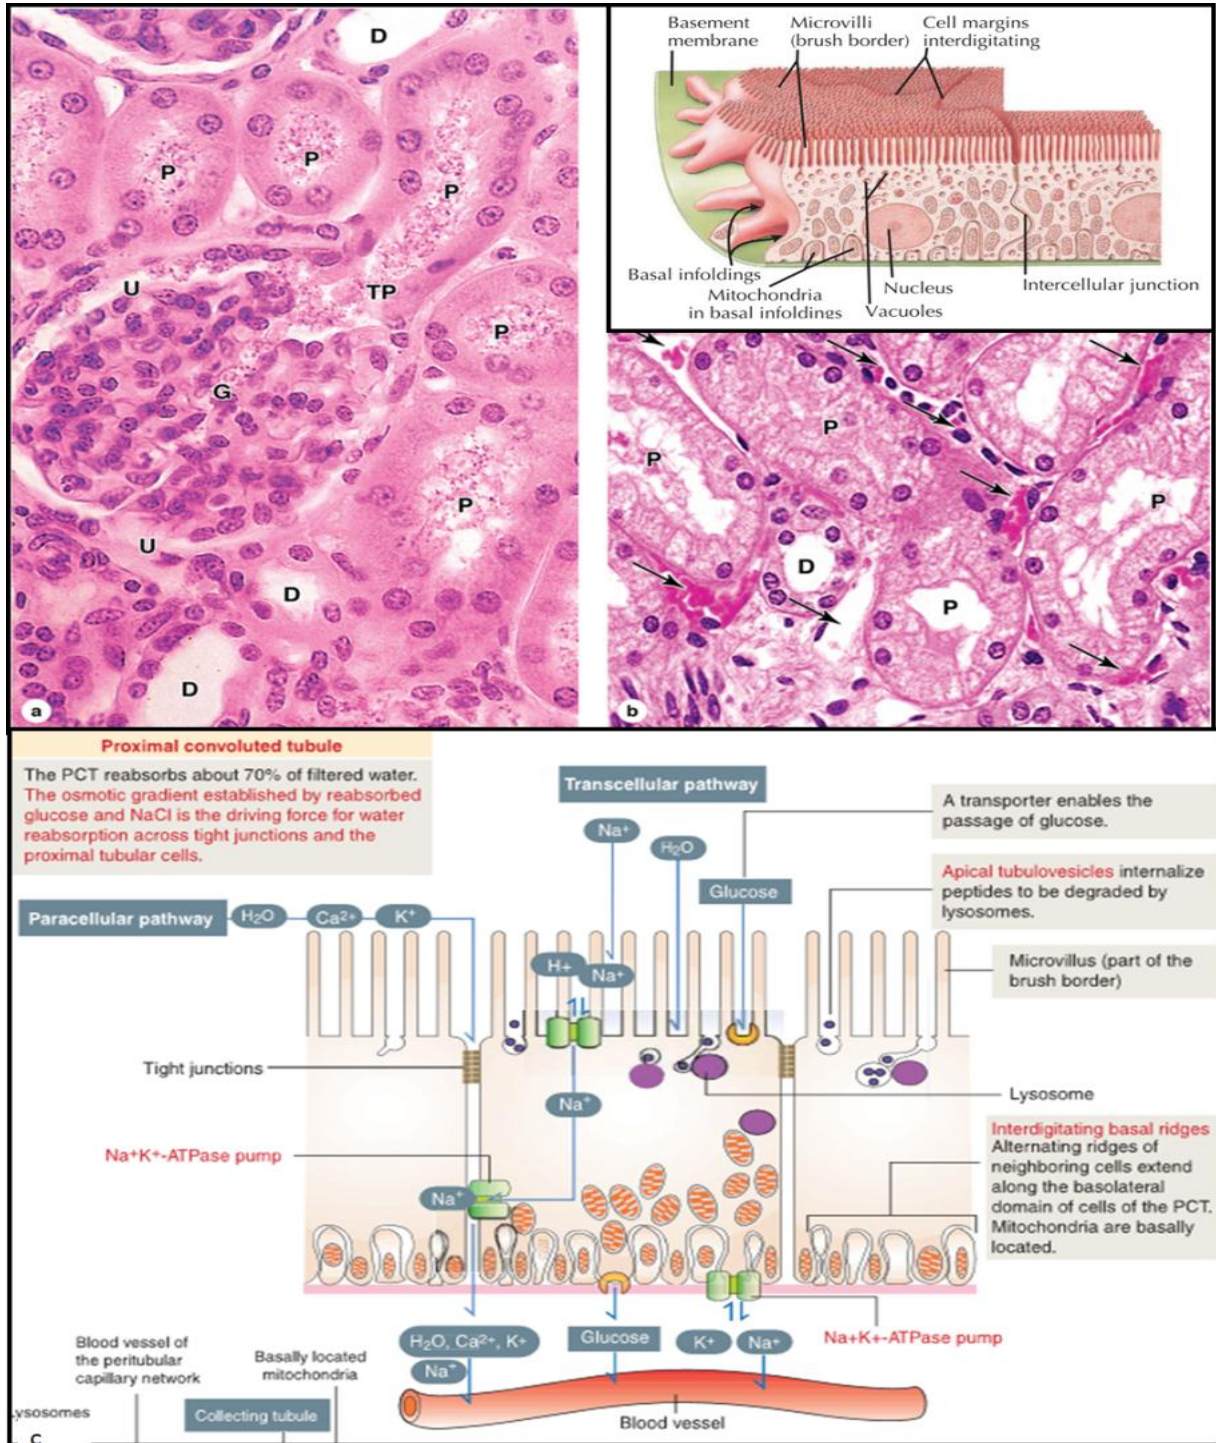 D
P
P
P
U
TP
P
G
P
U
D
D
a
Basement
membrane
Microvilli
(brush border)
Cell margins
interdigitating
Basal infoldings
Mitochondria
in basal infoldings
Nucleus
Vacuoles
Intercellular junction
P
P
P
D
P
b
Proximal convoluted tubule
The PCT reabsorbs about 70% of filtered water.
The osmotic gradient established by reabsorbed
glucose and NaCl is the driving force for water
reabsorption across tight junctions and the
proximal tubular cells.
Transcellular pathway
Na+
H2O
Glucose
A transporter enables the
passage of glucose.
Apical tubulovesicles internalize
peptides to be degraded by
lysosomes.
Paracellular pathway
H2O
Ca2+
K+
H+
Na+
Microvillus (part of the
brush border)
Tight junctions
Na+
Lysosome
Na+K+-ATPase pump
Na+
Interdigitating basal ridges
Alternating ridges of
neighboring cells extend
along the basolateral
domain of cells of the PCT.
Mitochondria are basally
located.
H2O, Ca2+, K+
Na+
Glucose
K+
Na+
Na+K+-ATPase pump
Blood vessel
Blood vessel of
the peritubular
capillary network
Basally located
mitochondria
ysosomes
Collecting tubule
C